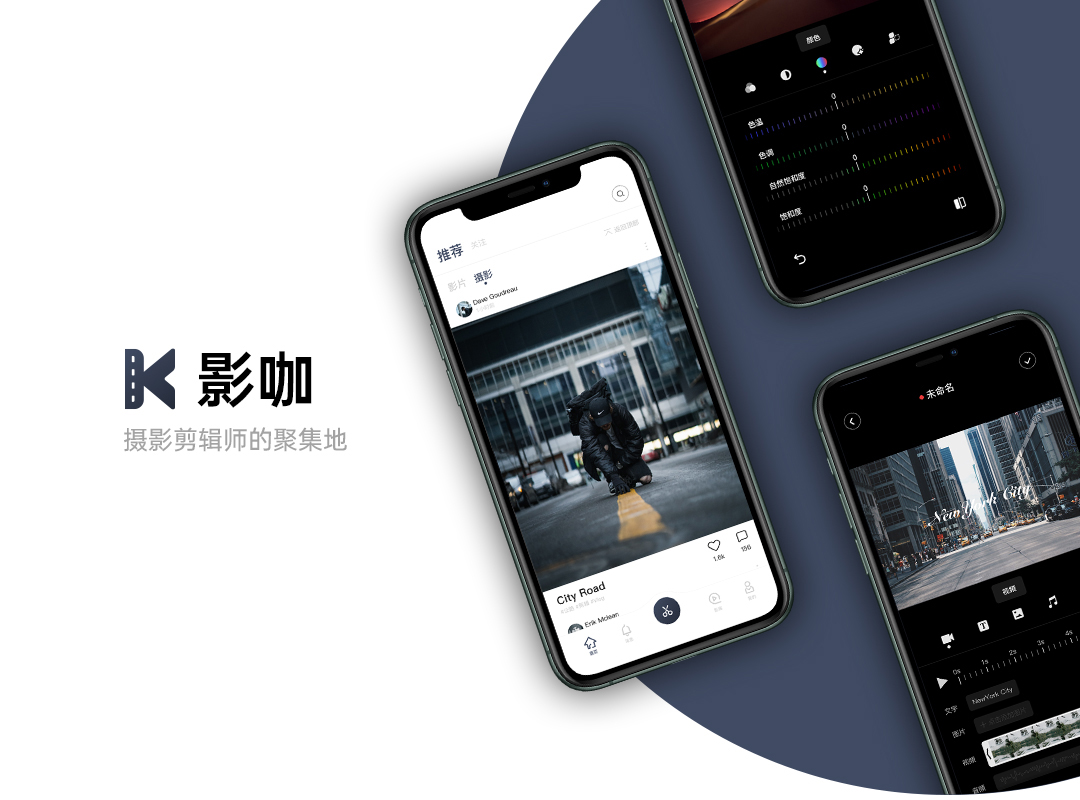 影咖
摄影剪辑师的聚集地
推荐 关注
影片 摄影
Dave Goudreau
1.6k
156
City Road
Erik Mclean
颜色
0
色温
0
色调
0
自然饱和度
0
饱和度
未命名
NewYork City
视频
T
0s 1s 2s 3s 4s
文字
NewYork City
图片
视频
音频